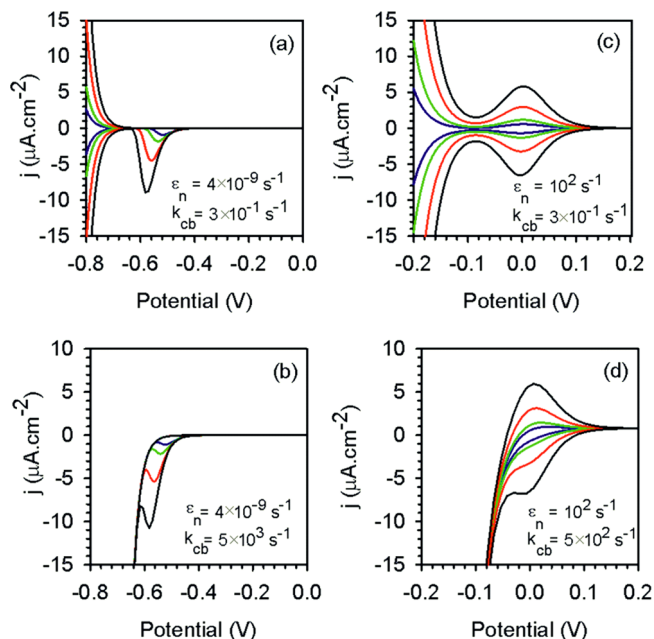 (a)
15
10
5
0
-5
-10
-15
j (μA.cm-2)
εn = 4×10-9 s-1
kcb = 3×10-1 s-1
-0.8 -0.6 -0.4 -0.2 0.0
Potential (V)
(c)
15
10
5
0
-5
-10
-15
j (μA.cm-2)
εn = 102 s-1
kcb = 3×10-1 s-1
-0.2 -0.1 0.0 0.1 0.2
Potential (V)
(b)
10
5
0
-5
-10
-15
j (μA.cm-2)
εn = 4×10-9 s-1
kcb = 5×103 s-1
-0.8 -0.6 -0.4 -0.2 0.0
Potential (V)
(d)
10
5
0
-5
-10
-15
j (μA.cm-2)
εn = 102 s-1
kcb = 5×102 s-1
-0.2 -0.1 0.0 0.1 0.2
Potential (V)